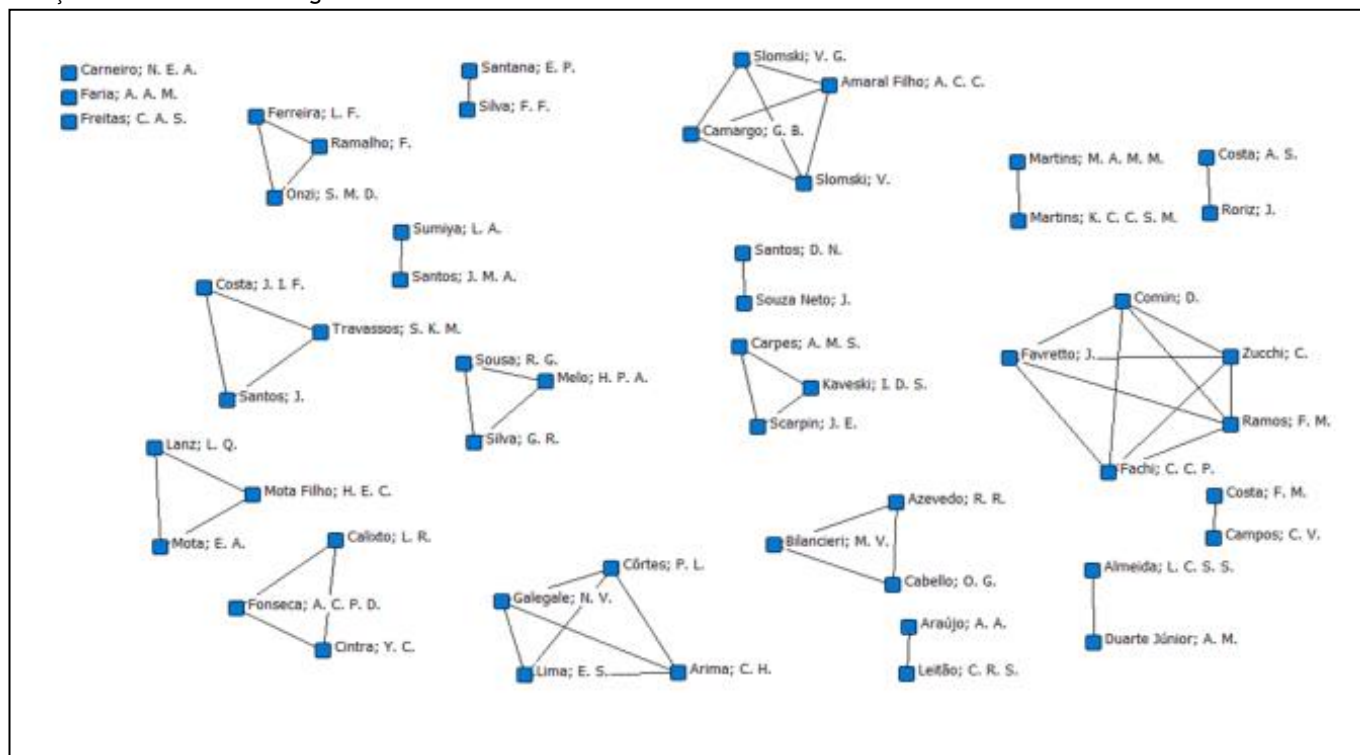 Carneiro; N. E. A.
Faria; A. A. M.
Freitas; C. A. S.
Ferreira; L. F.
Ramalho; F.
Onzi; S. M. D.
Santana; E. P.
Silva; F. F.
Slomski; V. G.
Amaral Filho; A. C. C.
Camargo; G. B.
Slomski; V.
Martins; M. A. M. M.
Martins; K. C. C. S. M.
Costa; A. S.
Roriz; J.
Sumiya; L. A.
Santos; J. M. A.
Santos; D. N.
Souza Neto; J.
Costa; J. I. F.
Travassos; S. K. M.
Santos; J.
Sousa; R. G.
Melo; H. P. A.
Silva; G. R.
Carpes; A. M. S.
Kaveski; I. D. S.
Scarpin; J. E.
Comin; D.
Favretto; J.
Zucchi; C.
Ramos; F. M.
Fachi; C. C. P.
Lanz; L. Q.
Mota Filho; H. E. C.
Mota; E. A.
Calixto; L. R.
Fonseca; A. C. P. D.
Cintra; Y. C.
Côrtes; P. L.
Galegale; N. V.
Lima; E. S.
Arima; C. H.
Azevedo; R. R.
Bilancieri; M. V.
Cabello; O. G.
Costa; F. M.
Campos; C. V.
Almeida; L. C. S. S.
Duarte Júnior; A. M.
Araújo; A. A.
Leitão; C. R. S.